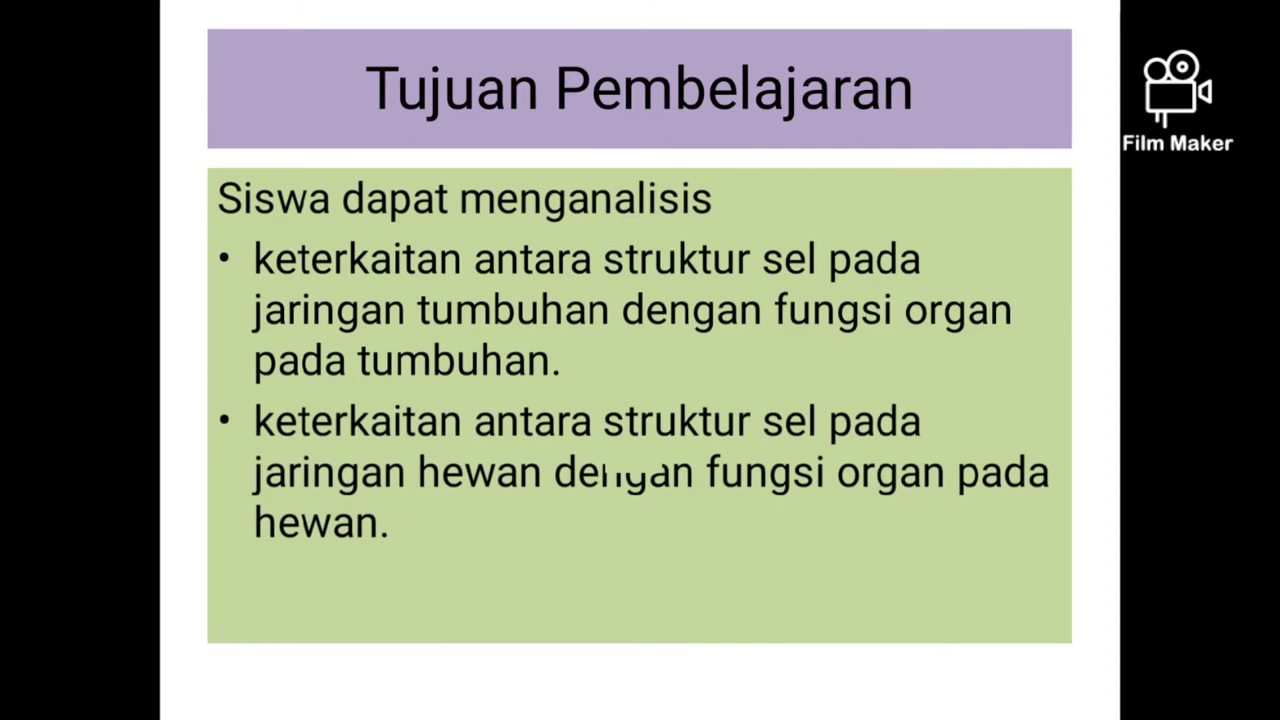 Tujuan Pembelajaran
Film Maker
Siswa dapat menganalisis
• keterkaitan antara struktur sel pada
jaringan tumbuhan dengan fungsi organ
pada tumbuhan.
• keterkaitan antara struktur sel pada
jaringan hewan dengan fungsi organ pada
hewan.